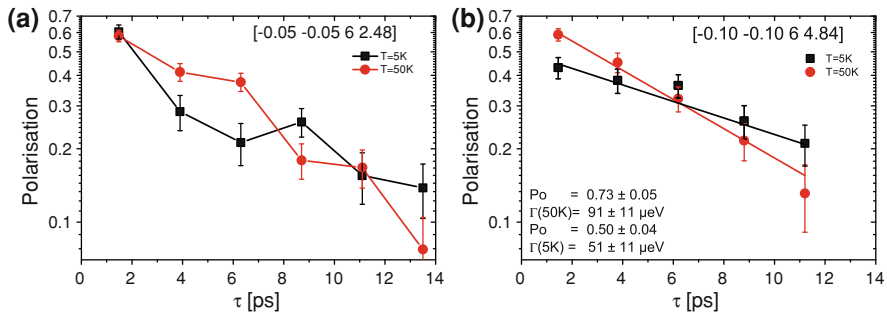 (a)
[-0.05 -0.05 6 2.48]
T=5K
T=50K
Polarisation
0.7
0.6
0.5
0.4
0.3
0.2
0.1
0 2 4 6 8 10 12 14
τ [ps]
(b)
[-0.10 -0.10 6 4.84]
T=5K
T=50K
Polarisation
0.7
0.6
0.5
0.4
0.3
0.2
0.1
Po = 0.73 ± 0.05
Γ(50K)= 91 ± 11 µeV
Po = 0.50 ± 0.04
Γ(5K) = 51 ± 11 µeV
0 2 4 6 8 10 12 14
τ [ps]